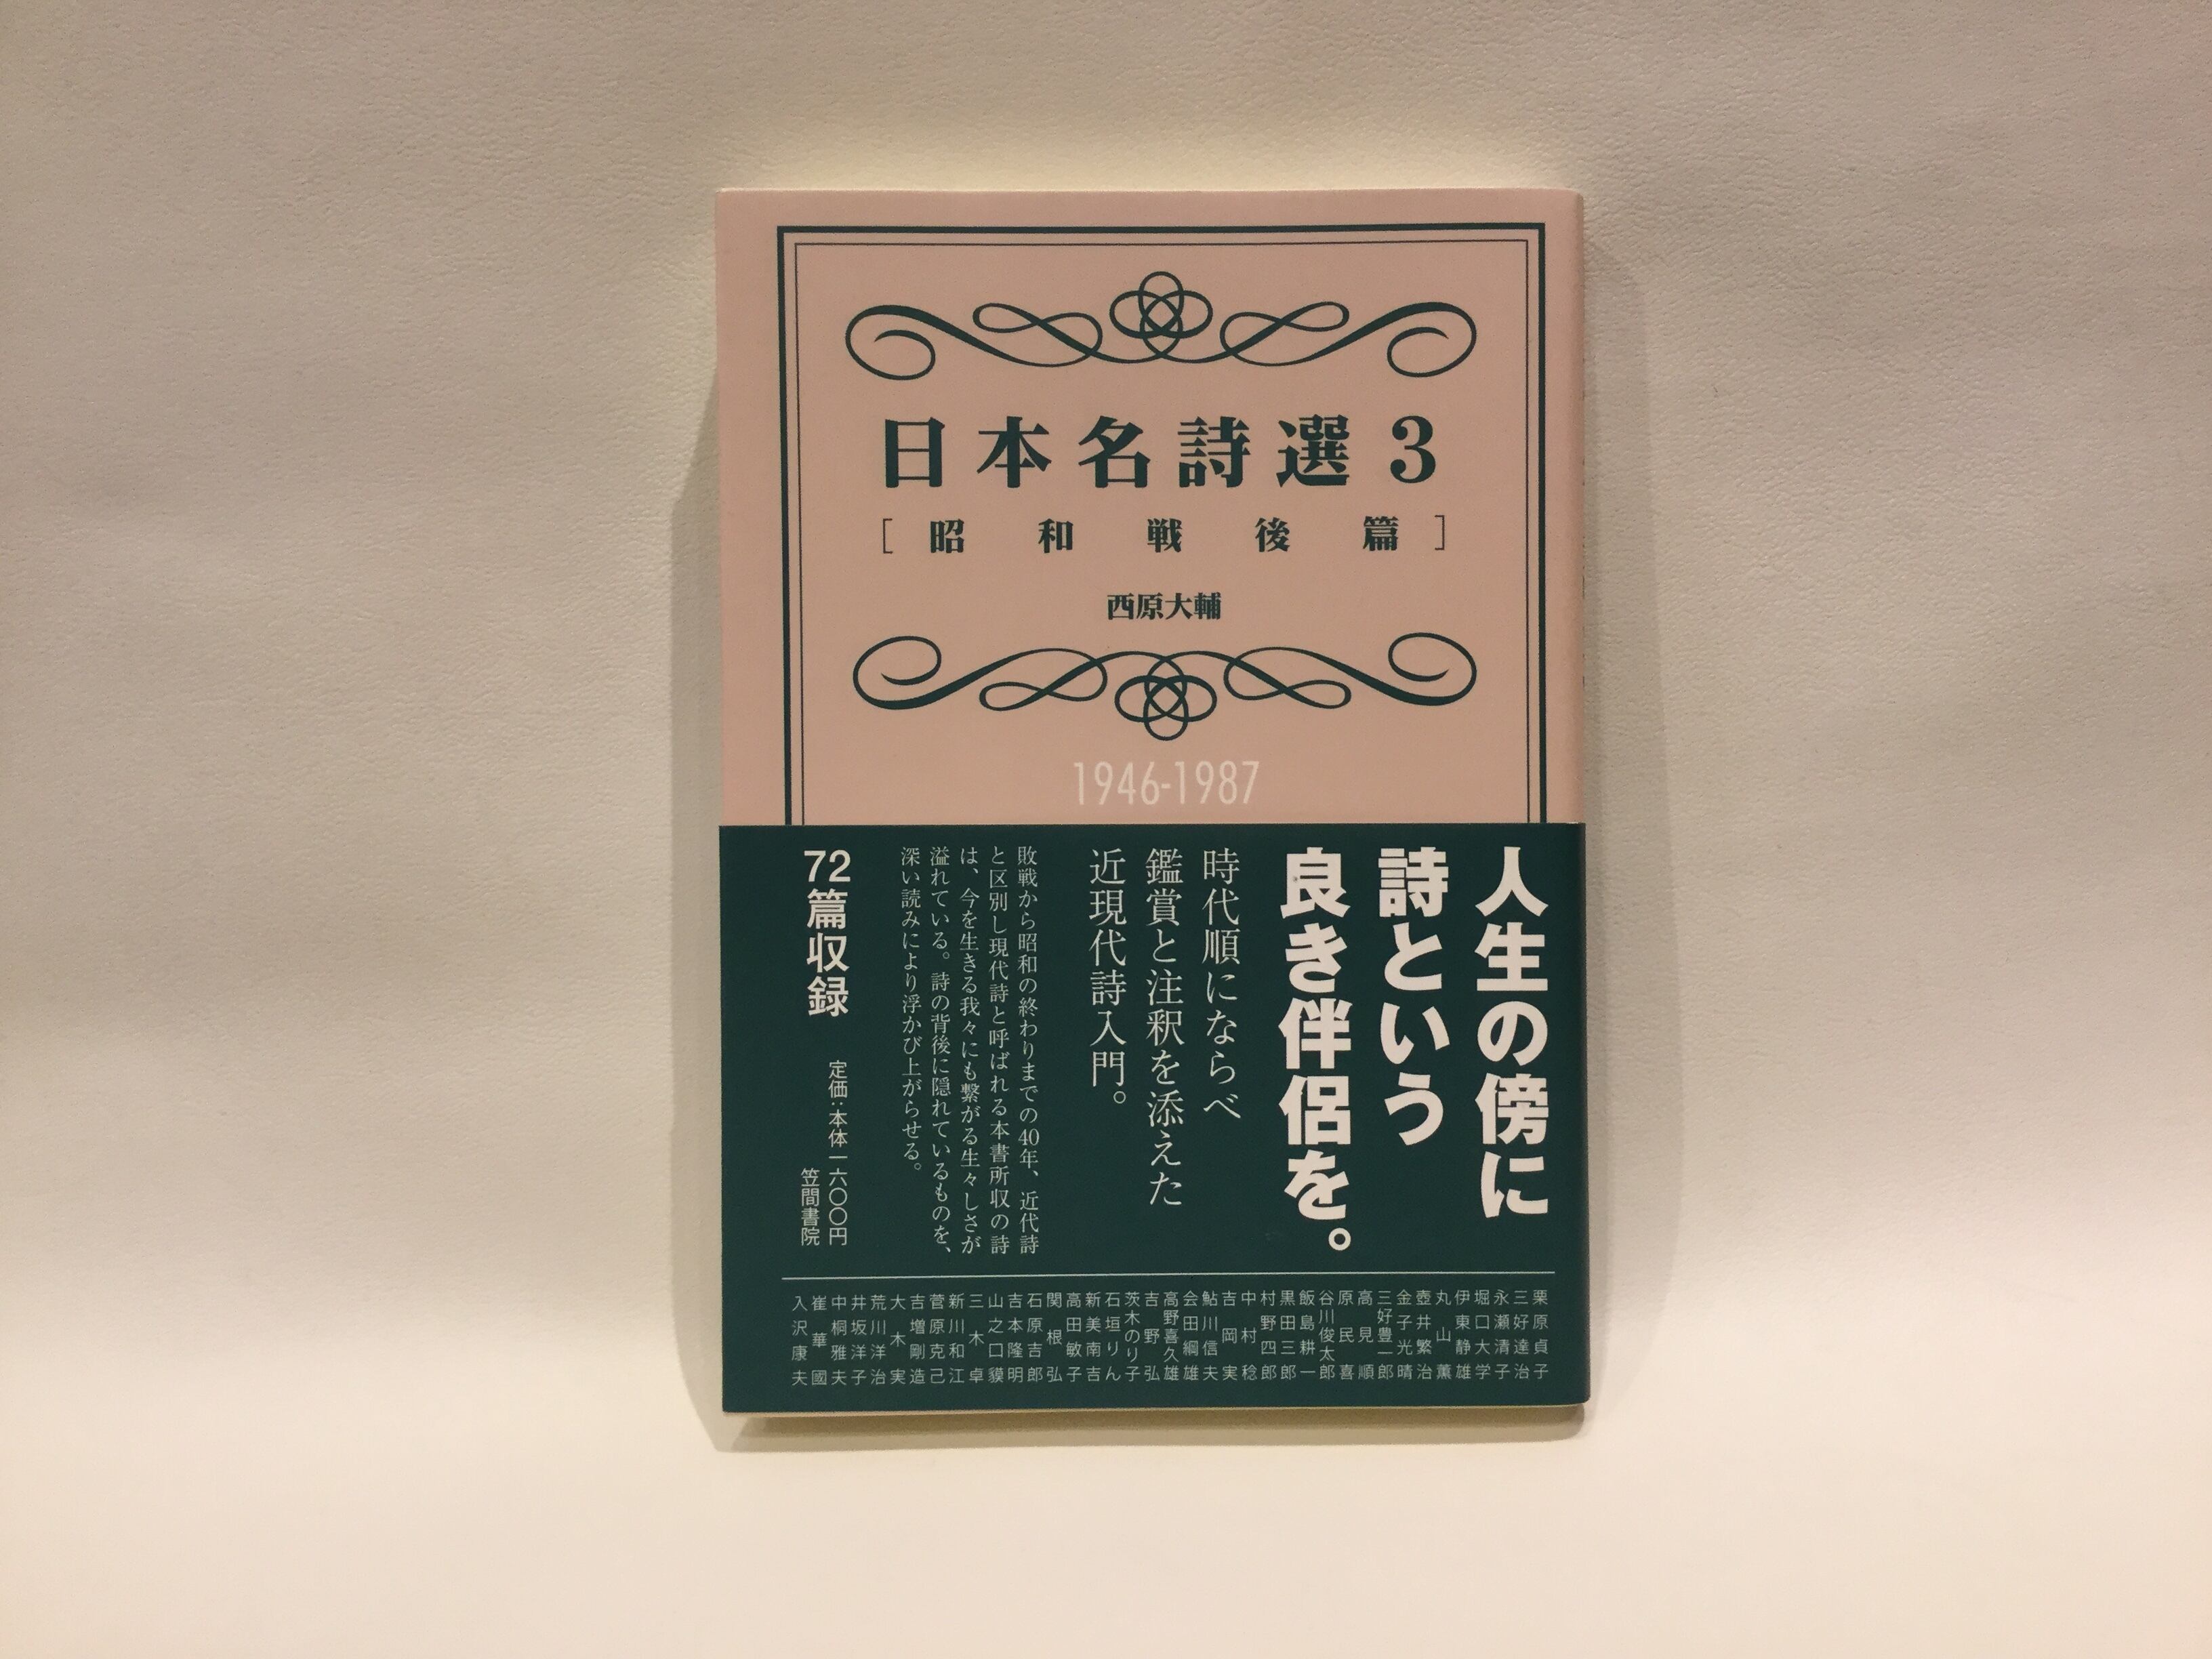 日本名詩選3
[昭和戦後篇]
西原大輔
1946-1987
人生の傍に
詩という
良き伴侶を。
時代順にならべ
鑑賞と注釈を添えた
近現代詩入門。
敗戦から昭和の終わりまでの40年、近代詩
と区別し現代詩と呼ばれる本書所収の詩
は、今を生きる我々にも繋がる生々しさが
溢れている。詩の背後に隠れているものを、
深い読みにより浮かび上がらせる。
72篇収録
定価:本体一六〇〇円
笠間書院
栗原貞子
三好達治
永瀬清子
堀口大学
伊東静雄
丸山薫
壺井繁治
金子光晴
三好豊一郎
高見順
原民喜
谷川俊太郎
飯島耕一
黒田三郎
村野四郎
中村稔
吉岡実
鮎川信夫
会田綱雄
高野喜久雄
吉野弘
茨木のり子
石垣りん
新美南吉
高田敏子
関根弘
石原吉郎
吉本隆明
山之口貘
三木卓
新川和江
菅原克己
吉増剛造
大木実
荒川洋治
井坂洋子
中桐雅夫
崔華國
入沢康夫